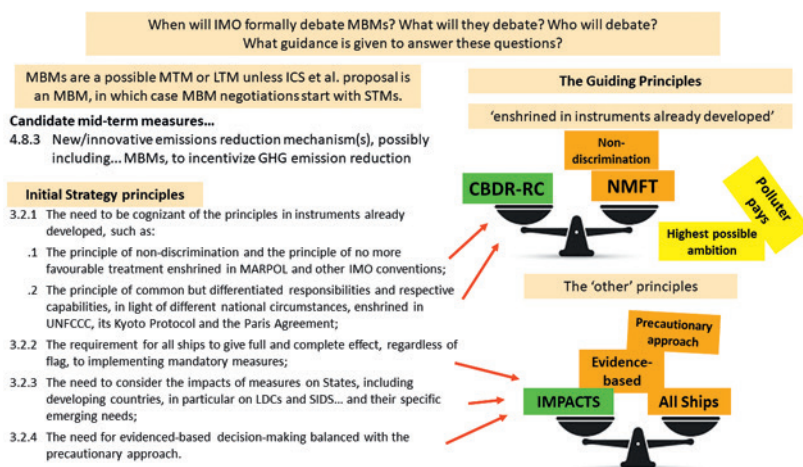 When will IMO formally debate MBMs? What will they debate? Who will debate?
What guidance is given to answer these questions?
MBMs are a possible MTM or LTM unless ICS et al. proposal is
an MBM, in which case MBM negotiations start with STMs.
Candidate mid-term measures...
4.8.3 New/innovative emissions reduction mechanism(s), possibly
including... MBMs, to incentivize GHG emission reduction
Initial Strategy principles
3.2.1 The need to be cognizant of the principles in instruments already
developed, such as:
.1 The principle of non-discrimination and the principle of no more
favourable treatment enshrined in MARPOL and other IMO conventions;
.2 The principle of common but differentiated responsibilities and respective
capabilities, in light of different national circumstances, enshrined in
UNFCCC, its Kyoto Protocol and the Paris Agreement;
3.2.2 The requirement for all ships to give full and complete effect, regardless of
flag, to implementing mandatory measures;
3.2.3 The need to consider the impacts of measures on States, including
developing countries, in particular on LDCs and SIDS... and their specific
emerging needs;
3.2.4 The need for evidenced-based decision-making balanced with the
precautionary approach.
The Guiding Principles
'enshrined in instruments already developed'
Non-
discrimination
CBDR-RC
NMFT
Polluter
pays
Highest possible
ambition
The 'other' principles
Precautionary
approach
Evidence-
based
IMPACTS
All Ships